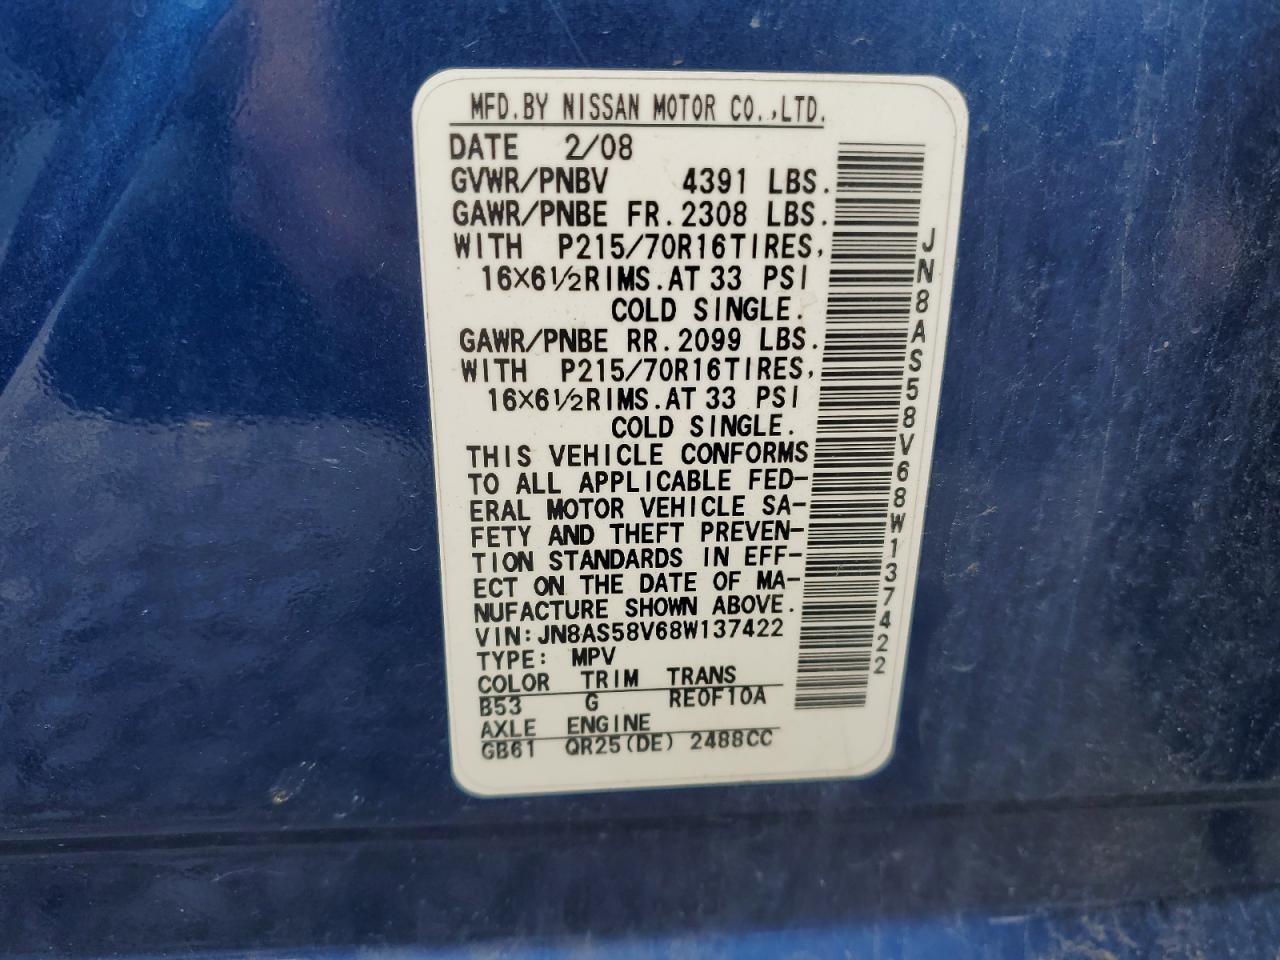 MFD.BY NISSAN MOTOR CO.,LTD.
DATE 2/08
GVWR/PNBV 4391 LBS.
GAWR/PNBE FR.2308 LBS.
WITH P215/70R16TIRES,
16X6½RIMS.AT 33 PSI
COLD SINGLE.
GAWR/PNBE RR.2099 LBS.
WITH P215/70R16TIRES,
16X6½RIMS.AT 33 PSI
COLD SINGLE.
THIS VEHICLE CONFORMS
TO ALL APPLICABLE FED-
ERAL MOTOR VEHICLE SA-
FETY AND THEFT PREVEN-
TION STANDARDS IN EFF-
ECT ON THE DATE OF MA-
NUFACTURE SHOWN ABOVE.
VIN:JN8AS58V68W137422
TYPE: MPV
COLOR TRIM TRANS
B53 G RE0F10A
AXLE ENGINE
GB61 QR25(DE) 2488CC
JN8AS58V68W137422